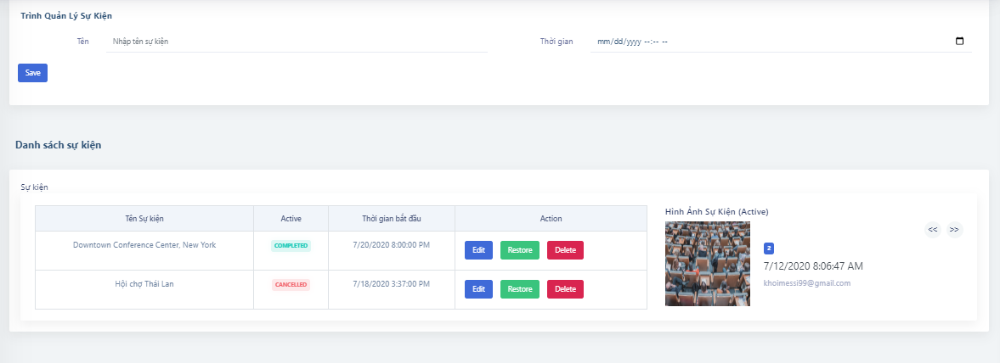 Trình Quản Lý Sự Kiện
Tên Nhập tên sự kiện Thời gian mm/dd/yyyy --:-- --
Save
Danh sách sự kiện
Sự kiện
Tên Sự kiện Active Thời gian bắt đầu Action
Downtown Conference Center, New York COMPLETED 7/20/2020 8:00:00 PM Edit Restore Delete
Hội chợ Thái Lan CANCELLED 7/18/2020 3:37:00 PM Edit Restore Delete
Hình Ảnh Sự Kiện (Active)
<< >>
2
7/12/2020 8:06:47 AM
khoimessi99@gmail.com